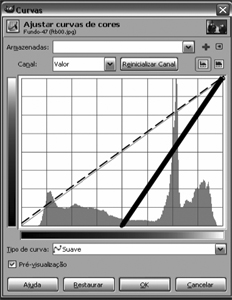 Curvas
Ajustar curvas de cores
Fundo-47 (ftb00.jpg)
Armazenadas:
Canal: Valor Reinicializar Canal
Tipo de curva: Suave
Pré-visualização
Ajuda Restaurar OK Cancelar